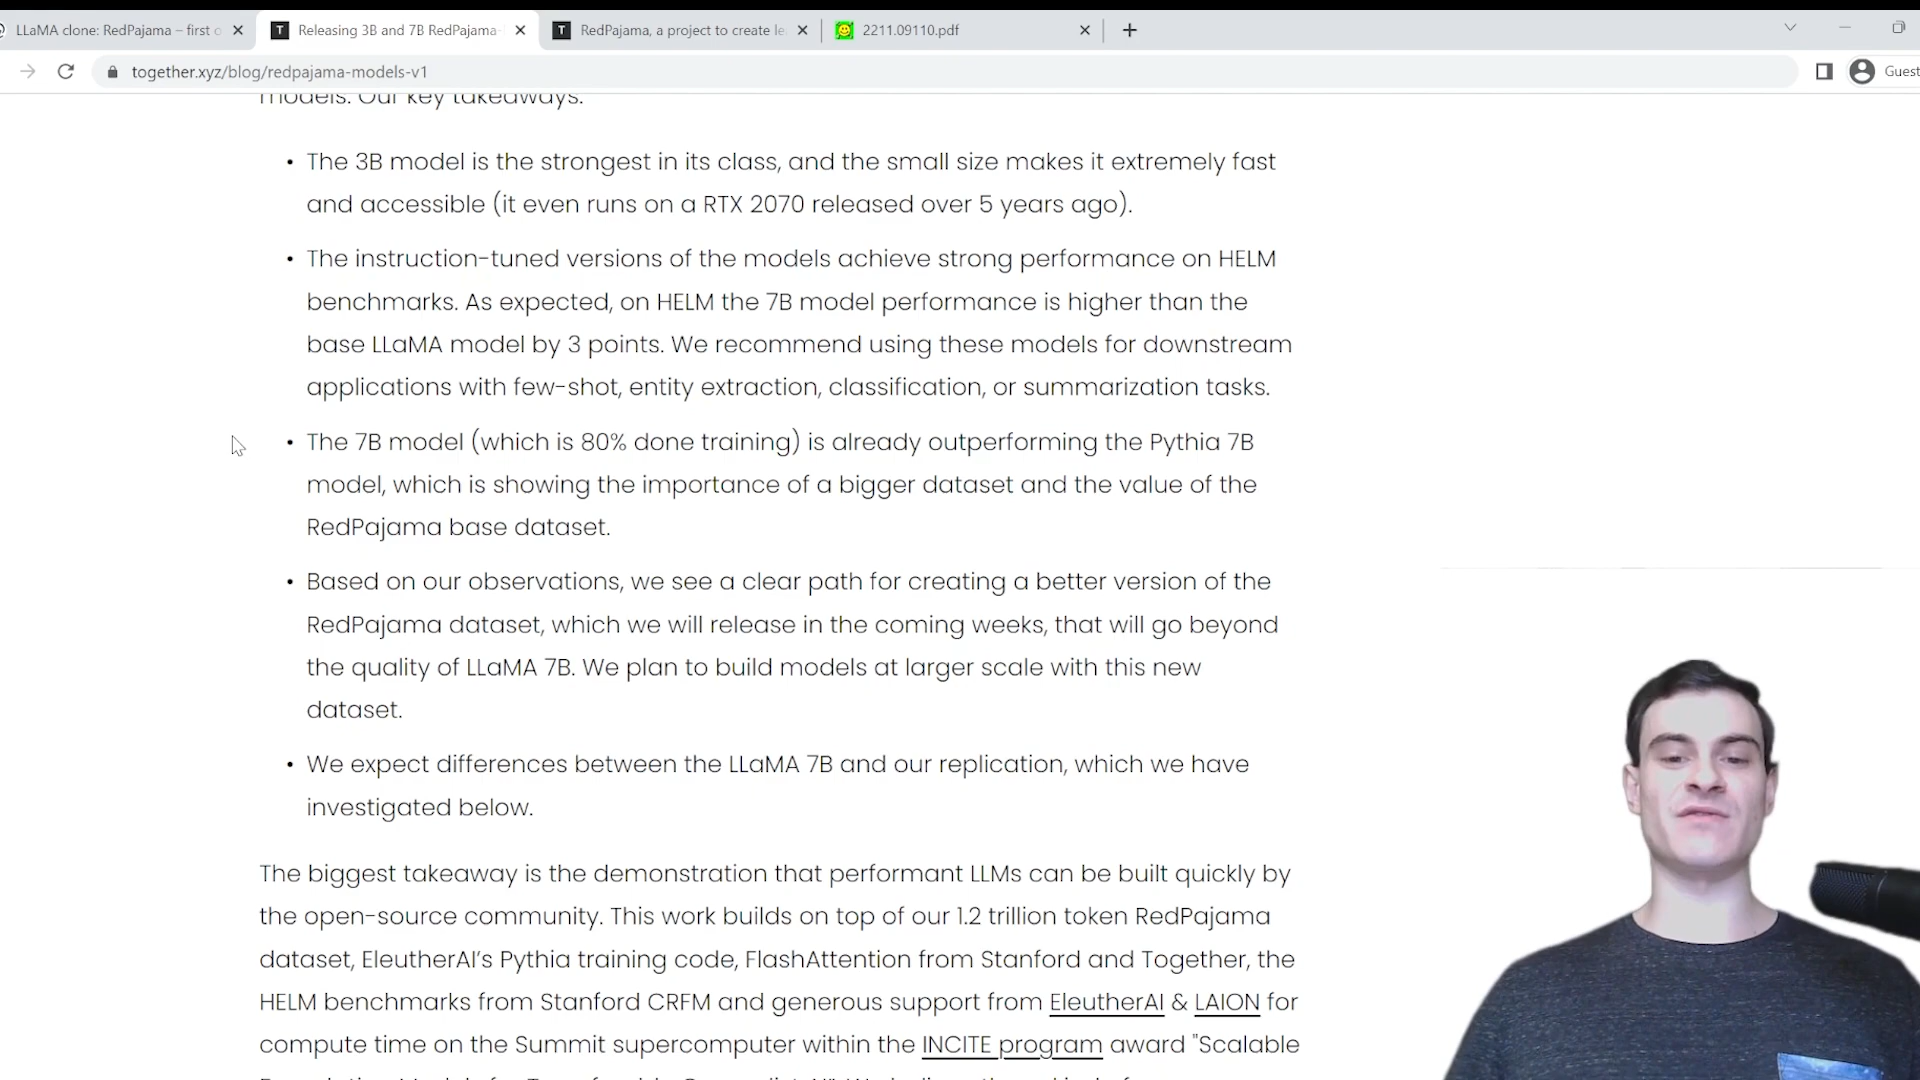 LLaMA clone: RedPajama – first o
Releasing 3B and 7B RedPajama-
RedPajama, a project to create le
2211.09110.pdf
together.xyz/blog/redpajama-models-v1
Guest
models. Our key takeaways:
• The 3B model is the strongest in its class, and the small size makes it extremely fast
and accessible (it even runs on a RTX 2070 released over 5 years ago).
• The instruction-tuned versions of the models achieve strong performance on HELM
benchmarks. As expected, on HELM the 7B model performance is higher than the
base LLaMA model by 3 points. We recommend using these models for downstream
applications with few-shot, entity extraction, classification, or summarization tasks.
• The 7B model (which is 80% done training) is already outperforming the Pythia 7B
model, which is showing the importance of a bigger dataset and the value of the
RedPajama base dataset.
• Based on our observations, we see a clear path for creating a better version of the
RedPajama dataset, which we will release in the coming weeks, that will go beyond
the quality of LLaMA 7B. We plan to build models at larger scale with this new
dataset.
• We expect differences between the LLaMA 7B and our replication, which we have
investigated below.
The biggest takeaway is the demonstration that performant LLMs can be built quickly by
the open-source community. This work builds on top of our 1.2 trillion token RedPajama
dataset, EleutherAI's Pythia training code, FlashAttention from Stanford and Together, the
HELM benchmarks from Stanford CRFM and generous support from EleutherAI & LAION for
compute time on the Summit supercomputer within the INCITE program award "Scalable